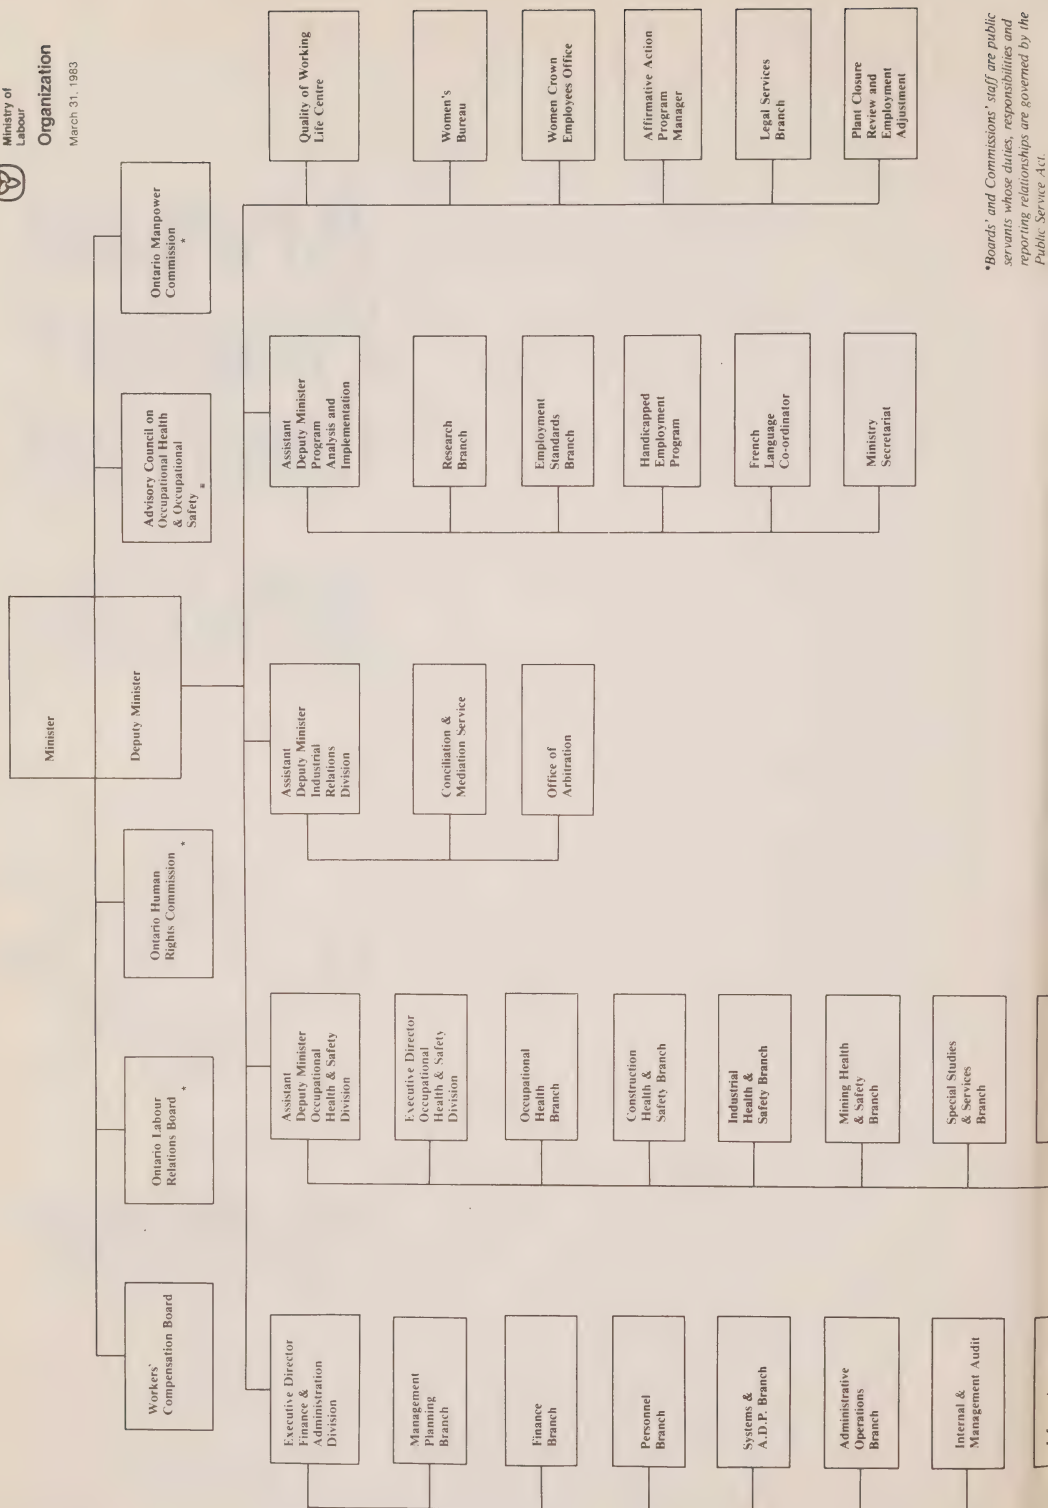 Ministry of
Labour
Organization
March 31, 1983
Minister
Deputy Minister
Workers'
Compensation Board
Ontario Labour
Relations Board
*
Ontario Human
Rights Commission
*
Advisory Council on
Occupational Health
& Occupational
Safety *
Ontario Manpower
Commission
*
Executive Director
Finance &
Administration
Division
Management
Planning
Branch
Finance
Branch
Personnel
Branch
Systems &
A.D.P. Branch
Administrative
Operations
Branch
Internal &
Management Audit
Assistant
Deputy Minister
Occupational
Health & Safety
Division
Executive Director
Occupational
Health & Safety
Division
Occupational
Health
Branch
Construction
Health &
Safety Branch
Industrial
Health &
Safety Branch
Mining Health
& Safety
Branch
Special Studies
& Services
Branch
Assistant
Deputy Minister
Industrial
Relations
Division
Conciliation &
Mediation Service
Office of
Arbitration
Assistant
Deputy Minister
Program
Analysis and
Implementation
Research
Branch
Employment
Standards
Branch
Handicapped
Employment
Program
French
Language
Co-ordinator
Ministry
Secretariat
Quality of Working
Life Centre
Women's
Bureau
Women Crown
Employees Office
Affirmative Action
Program
Manager
Legal Services
Branch
Plant Closure
Review and
Employment
Adjustment
*Boards' and Commissions' staff are public
servants whose duties, responsibilities and
reporting relationships are governed by the
Public Service Act.